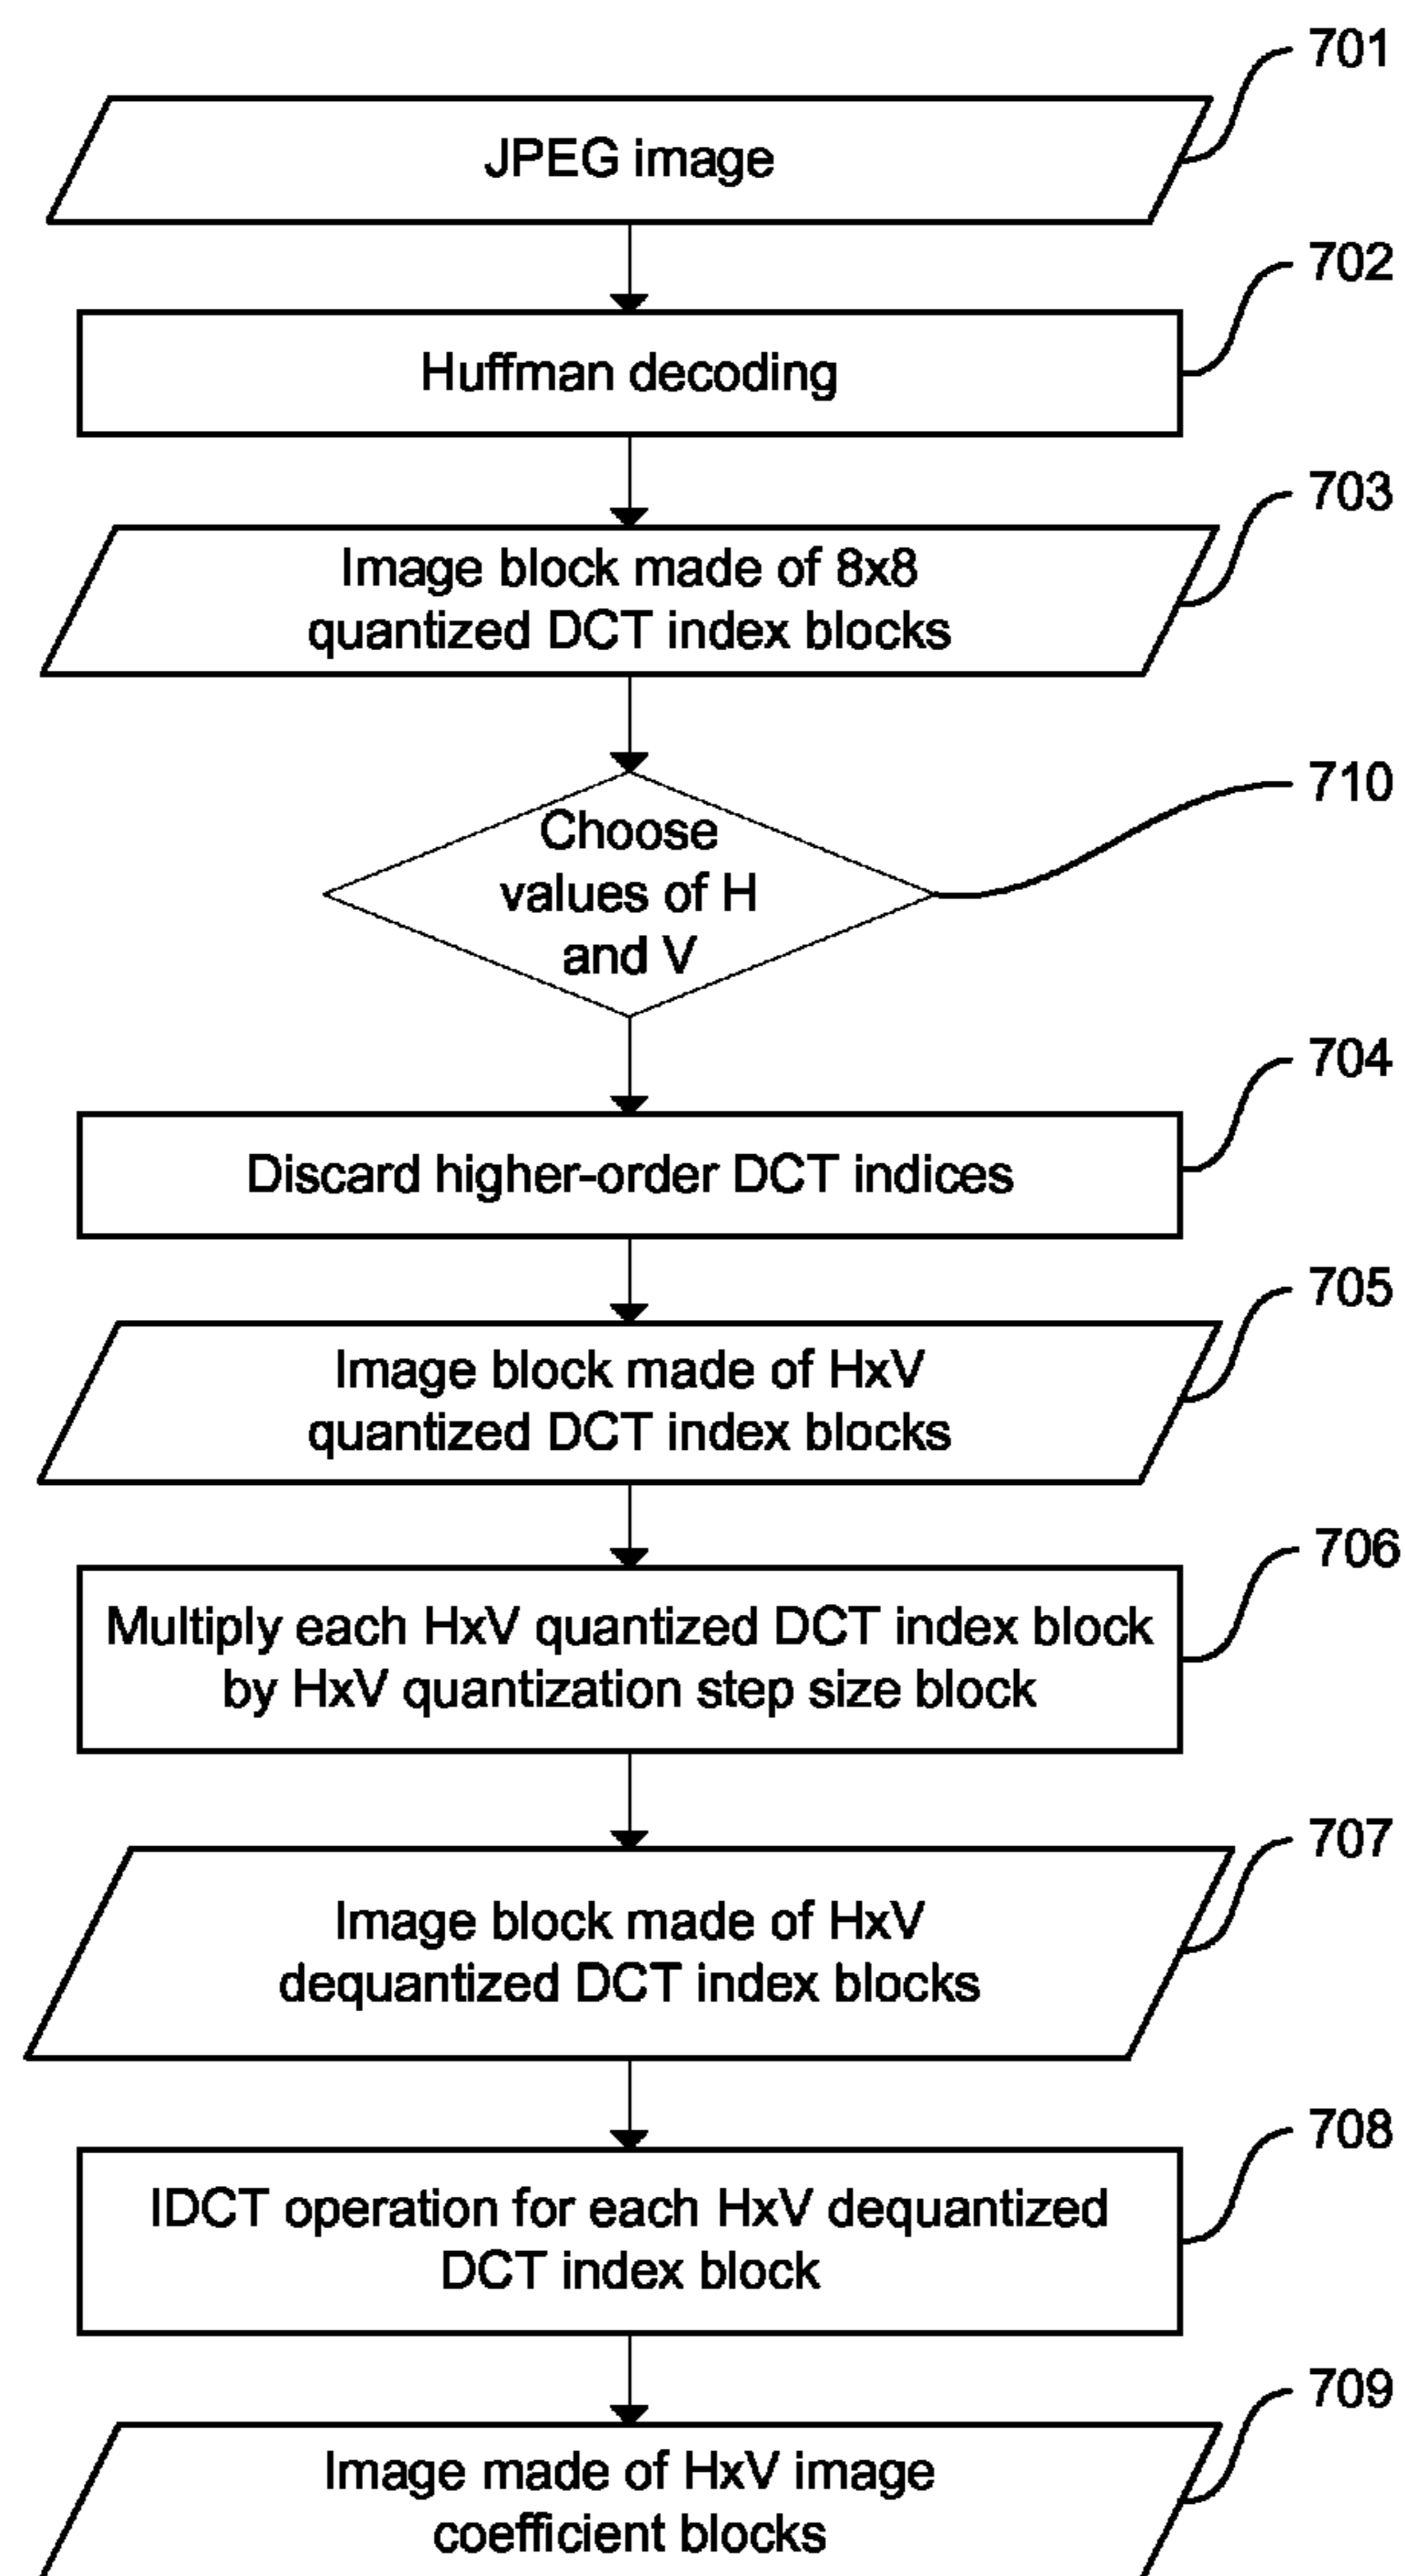 701
JPEG image
702
Huffman decoding
703
Image block made of 8x8
quantized DCT index blocks
710
Choose
values of H
and V
704
Discard higher-order DCT indices
705
Image block made of HxV
quantized DCT index blocks
706
Multiply each HxV quantized DCT index block
by HxV quantization step size block
707
Image block made of HxV
dequantized DCT index blocks
708
IDCT operation for each HxV dequantized
DCT index block
709
Image made of HxV image
coefficient blocks